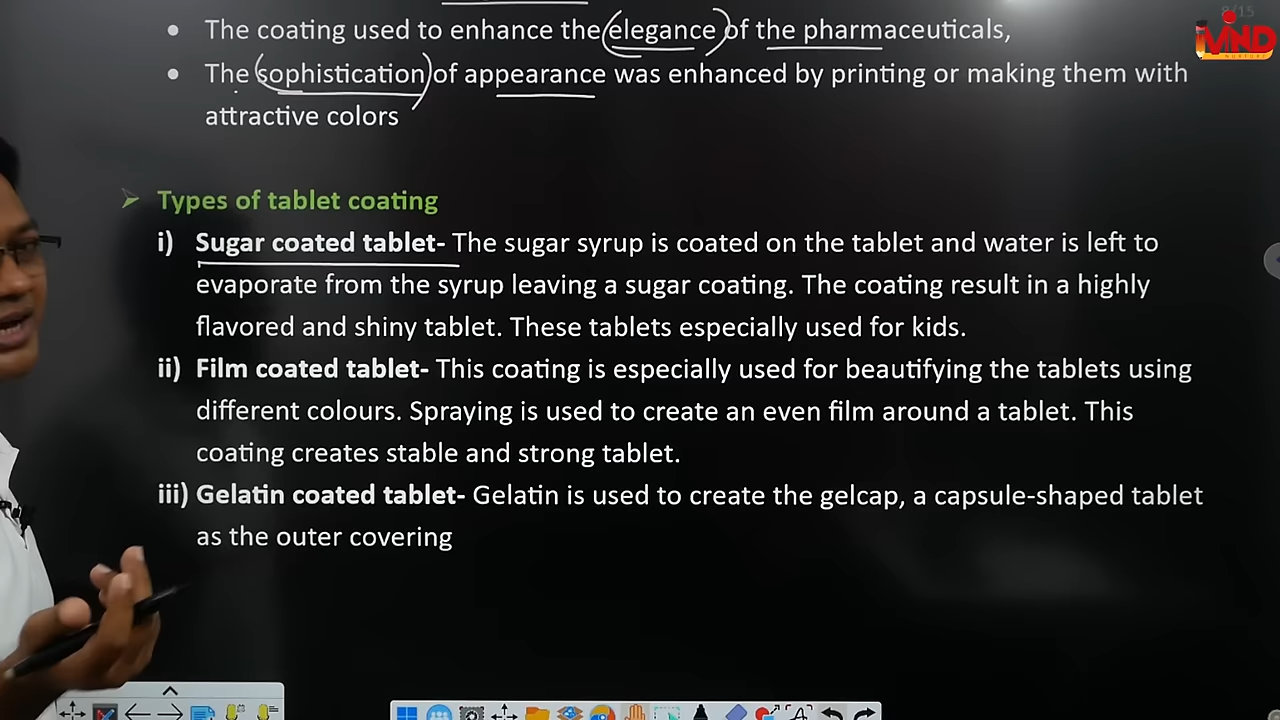 8/15
MIND
NURTURE
• The coating used to enhance the elegance of the pharmaceuticals,
• The sophistication of appearance was enhanced by printing or making them with
attractive colors
➢ Types of tablet coating
i) Sugar coated tablet- The sugar syrup is coated on the tablet and water is left to
evaporate from the syrup leaving a sugar coating. The coating result in a highly
flavored and shiny tablet. These tablets especially used for kids.
ii) Film coated tablet- This coating is especially used for beautifying the tablets using
different colours. Spraying is used to create an even film around a tablet. This
coating creates stable and strong tablet.
iii) Gelatin coated tablet- Gelatin is used to create the gelcap, a capsule-shaped tablet
as the outer covering